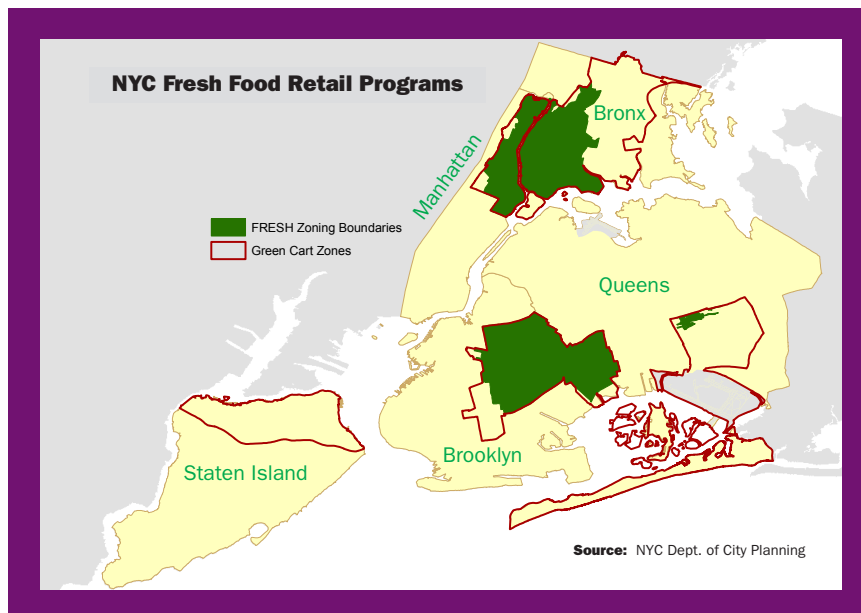 NYC Fresh Food Retail Programs
Bronx
Manhattan
FRESH Zoning Boundaries
Green Cart Zones
Queens
Brooklyn
Staten Island
Source: NYC Dept. of City Planning